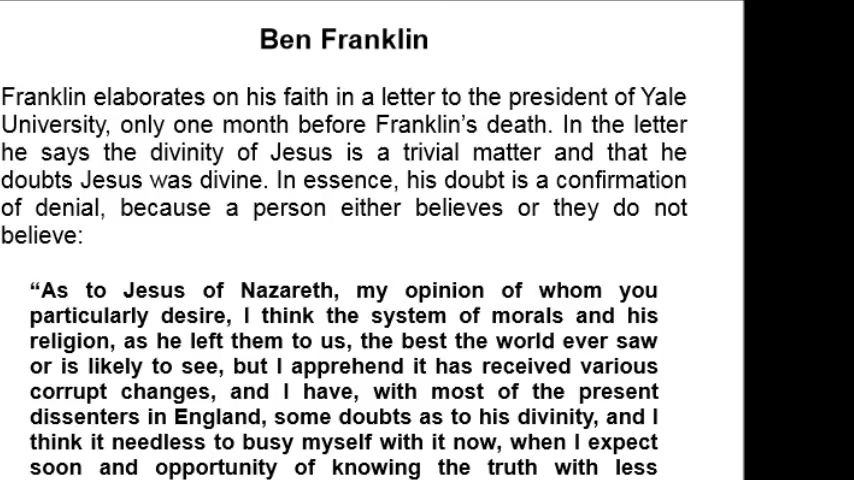 Ben Franklin
Franklin elaborates on his faith in a letter to the president of Yale
University, only one month before Franklin's death. In the letter
he says the divinity of Jesus is a trivial matter and that he
doubts Jesus was divine. In essence, his doubt is a confirmation
of denial, because a person either believes or they do not
believe:
“As to Jesus of Nazareth, my opinion of whom you
particularly desire, I think the system of morals and his
religion, as he left them to us, the best the world ever saw
or is likely to see, but I apprehend it has received various
corrupt changes, and I have, with most of the present
dissenters in England, some doubts as to his divinity, and I
think it needless to busy myself with it now, when I expect
soon and opportunity of knowing the truth with less